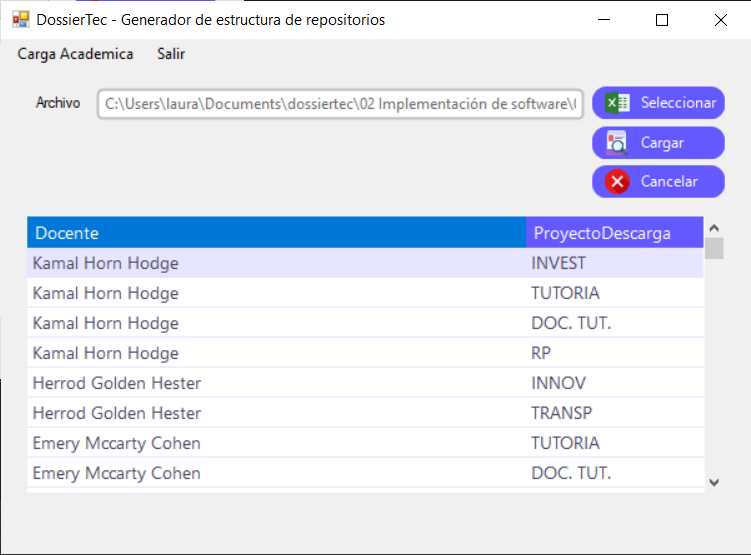 DossierTec - Generador de estructura de repositorios
Carga Academica Salir
Archivo C:\Users\laura\Documents\dossiertec\02 Implementación de software\ Seleccionar
Cargar
Cancelar
Docente ProyectoDescarga
Kamal Horn Hodge INVEST
Kamal Horn Hodge TUTORIA
Kamal Horn Hodge DOC. TUT.
Kamal Horn Hodge RP
Herrod Golden Hester INNOV
Herrod Golden Hester TRANSP
Emery Mccarty Cohen TUTORIA
Emery Mccarty Cohen DOC. TUT.